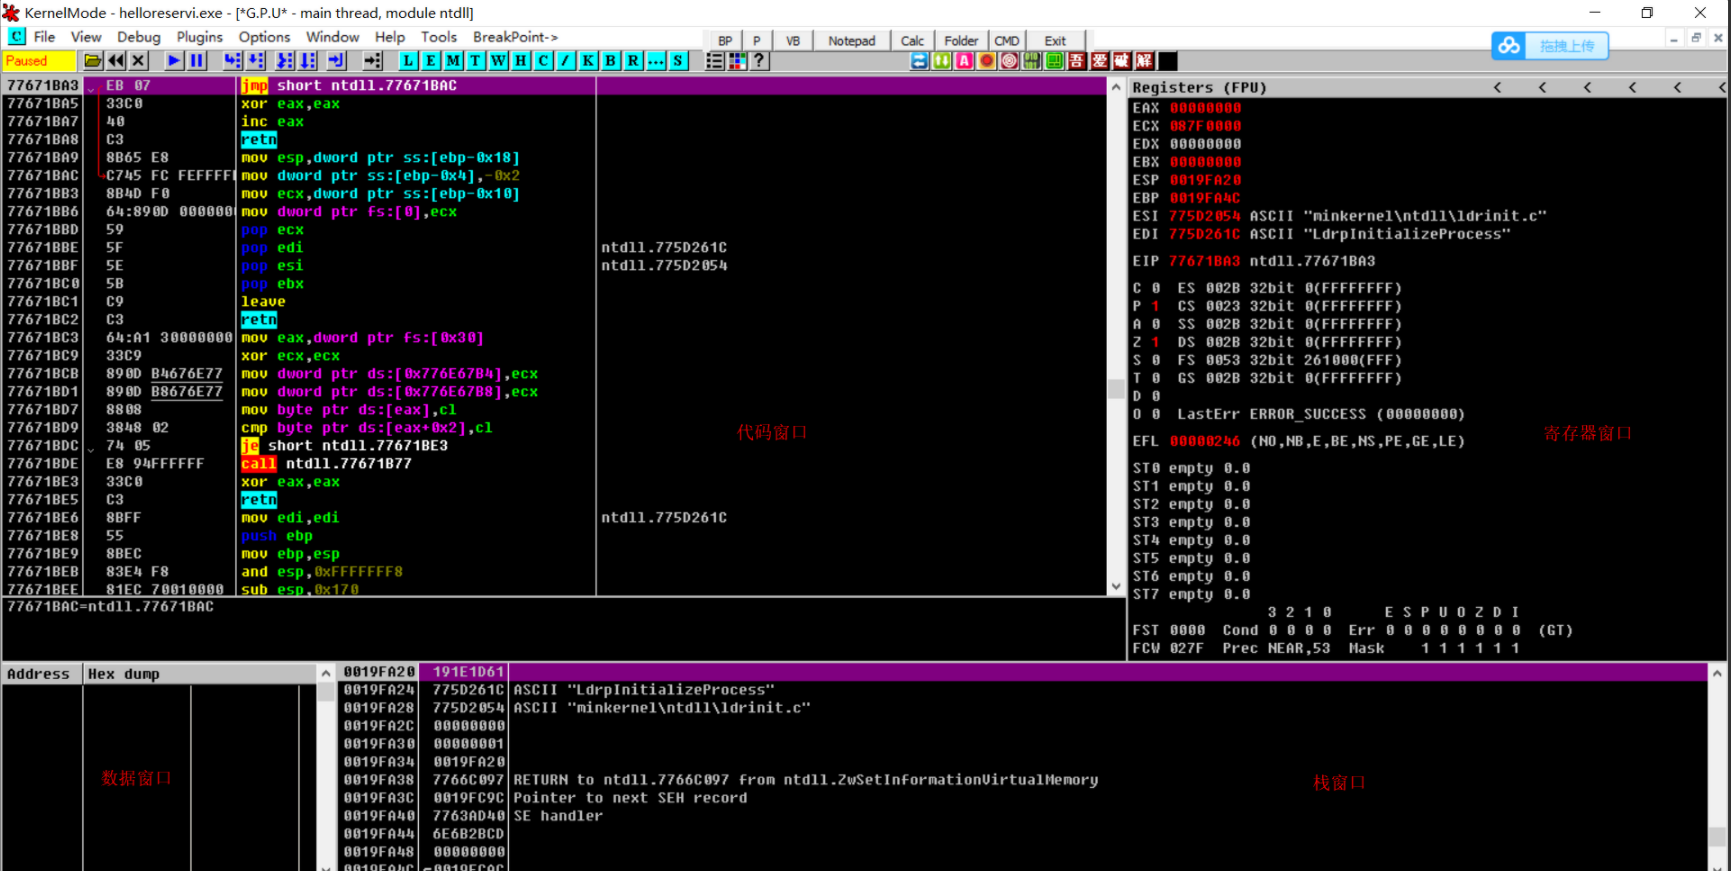 KernelMode - helloreservi.exe - [*G.P.U* - main thread, module ntdll]
C File View Debug Plugins Options Window Help Tools BreakPoint-> BP P VB Notepad Calc Folder CMD Exit
拖拽上传
Paused L E M T W H C / K B R ... S ? A 吾 爱 破 解
77671BA3 EB 07 jmp short ntdll.77671BAC
77671BA5 33C0 xor eax,eax
77671BA7 40 inc eax
77671BA8 C3 retn
77671BA9 8B65 E8 mov esp,dword ptr ss:[ebp-0x18]
77671BAC C745 FC FEFFFFF mov dword ptr ss:[ebp-0x4],-0x2
77671BB3 8B4D F0 mov ecx,dword ptr ss:[ebp-0x10]
77671BB6 64:890D 0000000 mov dword ptr fs:[0],ecx
77671BBD 59 pop ecx
77671BBE 5F pop edi ntdll.775D261C
77671BBF 5E pop esi ntdll.775D2054
77671BC0 5B pop ebx
77671BC1 C9 leave
77671BC2 C3 retn
77671BC3 64:A1 30000000 mov eax,dword ptr fs:[0x30]
77671BC9 33C9 xor ecx,ecx
77671BCB 890D B4676E77 mov dword ptr ds:[0x776E67B4],ecx
77671BD1 890D B8676E77 mov dword ptr ds:[0x776E67B8],ecx
77671BD7 8808 mov byte ptr ds:[eax],cl
77671BD9 3848 02 cmp byte ptr ds:[eax+0x2],cl
77671BDC 74 05 je short ntdll.77671BE3
77671BDE E8 94FFFFFF call ntdll.77671B77
77671BE3 33C0 xor eax,eax
77671BE5 C3 retn
77671BE6 8BFF mov edi,edi ntdll.775D261C
77671BE8 55 push ebp
77671BE9 8BEC mov ebp,esp
77671BEB 83E4 F8 and esp,0xFFFFFFF8
77671BEE 81EC 70010000 sub esp,0x170
代码窗口
77671BAC=ntdll.77671BAC
Registers (FPU) < < < < < <
EAX 00000000
ECX 087F0000
EDX 00000000
EBX 00000000
ESP 0019FA20
EBP 0019FA4C
ESI 775D2054 ASCII "minkernel\ntdll\ldrinit.c"
EDI 775D261C ASCII "LdrpInitializeProcess"
EIP 77671BA3 ntdll.77671BA3
C 0 ES 002B 32bit 0(FFFFFFFF)
P 1 CS 0023 32bit 0(FFFFFFFF)
A 0 SS 002B 32bit 0(FFFFFFFF)
Z 1 DS 002B 32bit 0(FFFFFFFF)
S 0 FS 0053 32bit 261000(FFF)
T 0 GS 002B 32bit 0(FFFFFFFF)
D 0
O 0 LastErr ERROR_SUCCESS (00000000)
EFL 00000246 (NO,NB,E,BE,NS,PE,GE,LE)
寄存器窗口
ST0 empty 0.0
ST1 empty 0.0
ST2 empty 0.0
ST3 empty 0.0
ST4 empty 0.0
ST5 empty 0.0
ST6 empty 0.0
ST7 empty 0.0
3 2 1 0 E S P U O Z D I
FST 0000 Cond 0 0 0 0 Err 0 0 0 0 0 0 0 0 (GT)
FCW 027F Prec NEAR,53 Mask 1 1 1 1 1 1
Address Hex dump
数据窗口
0019FA20 191E1D61
0019FA24 775D261C ASCII "LdrpInitializeProcess"
0019FA28 775D2054 ASCII "minkernel\ntdll\ldrinit.c"
0019FA2C 00000000
0019FA30 00000001
0019FA34 0019FA20
0019FA38 7766C097 RETURN to ntdll.7766C097 from ntdll.ZwSetInformationVirtualMemory
0019FA3C 0019FC9C Pointer to next SEH record
0019FA40 7763AD40 SE handler
0019FA44 6E6B2BCD
0019FA48 00000000
0019FA4C 0019FCAC
栈窗口